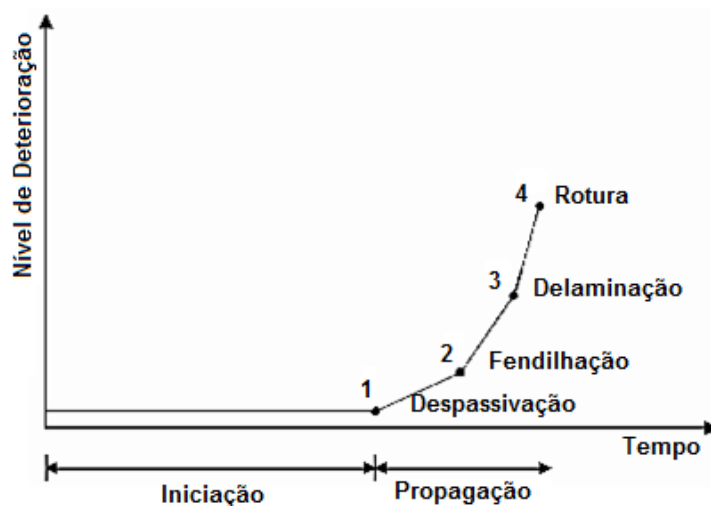 Nível de Deterioração
4 Rotura
3 Delaminação
2 Fendilhação
1 Despassivação
Tempo
Iniciação
Propagação